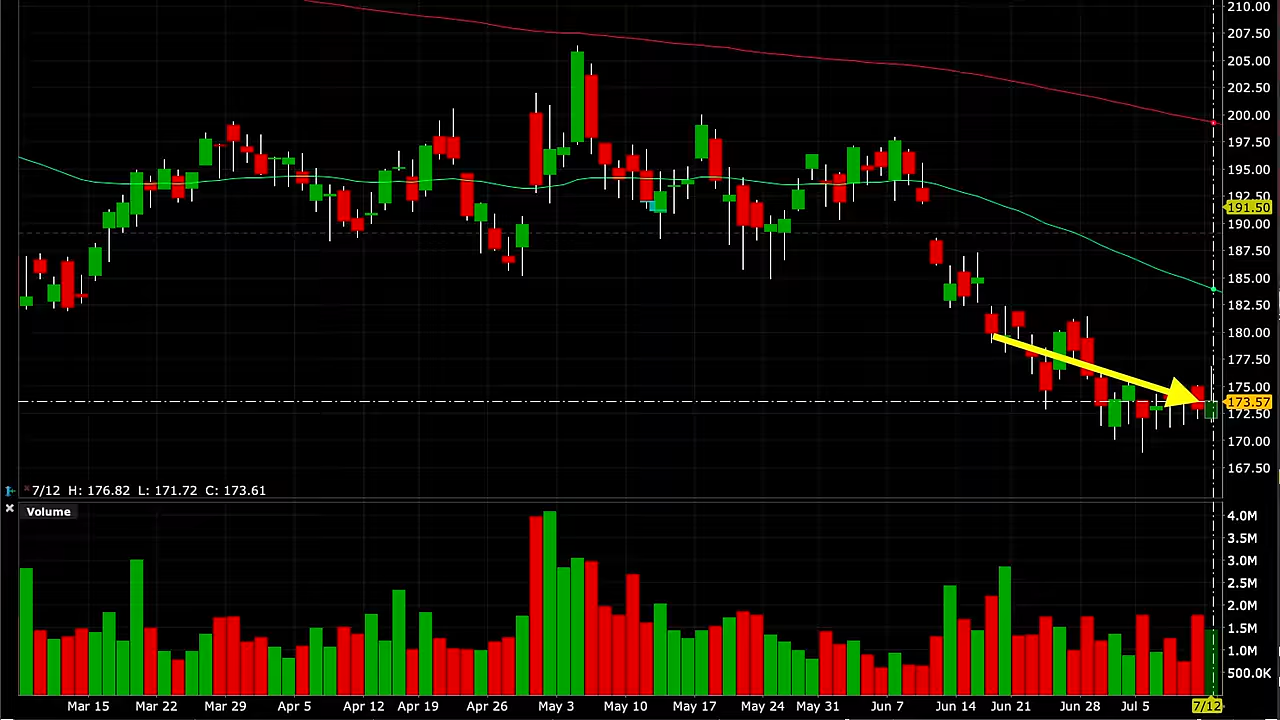 210.00
207.50
205.00
202.50
200.00
197.50
195.00
192.50
191.50
190.00
187.50
185.00
182.50
180.00
177.50
175.00
173.57
172.50
170.00
167.50
7/12 H: 176.82 L: 171.72 C: 173.61
Volume
4.0M
3.5M
3.0M
2.5M
2.0M
1.5M
1.0M
500.0K
Mar 15 Mar 22 Mar 29 Apr 5 Apr 12 Apr 19 Apr 26 May 3 May 10 May 17 May 24 May 31 Jun 7 Jun 14 Jun 21 Jun 28 Jul 5 7/12